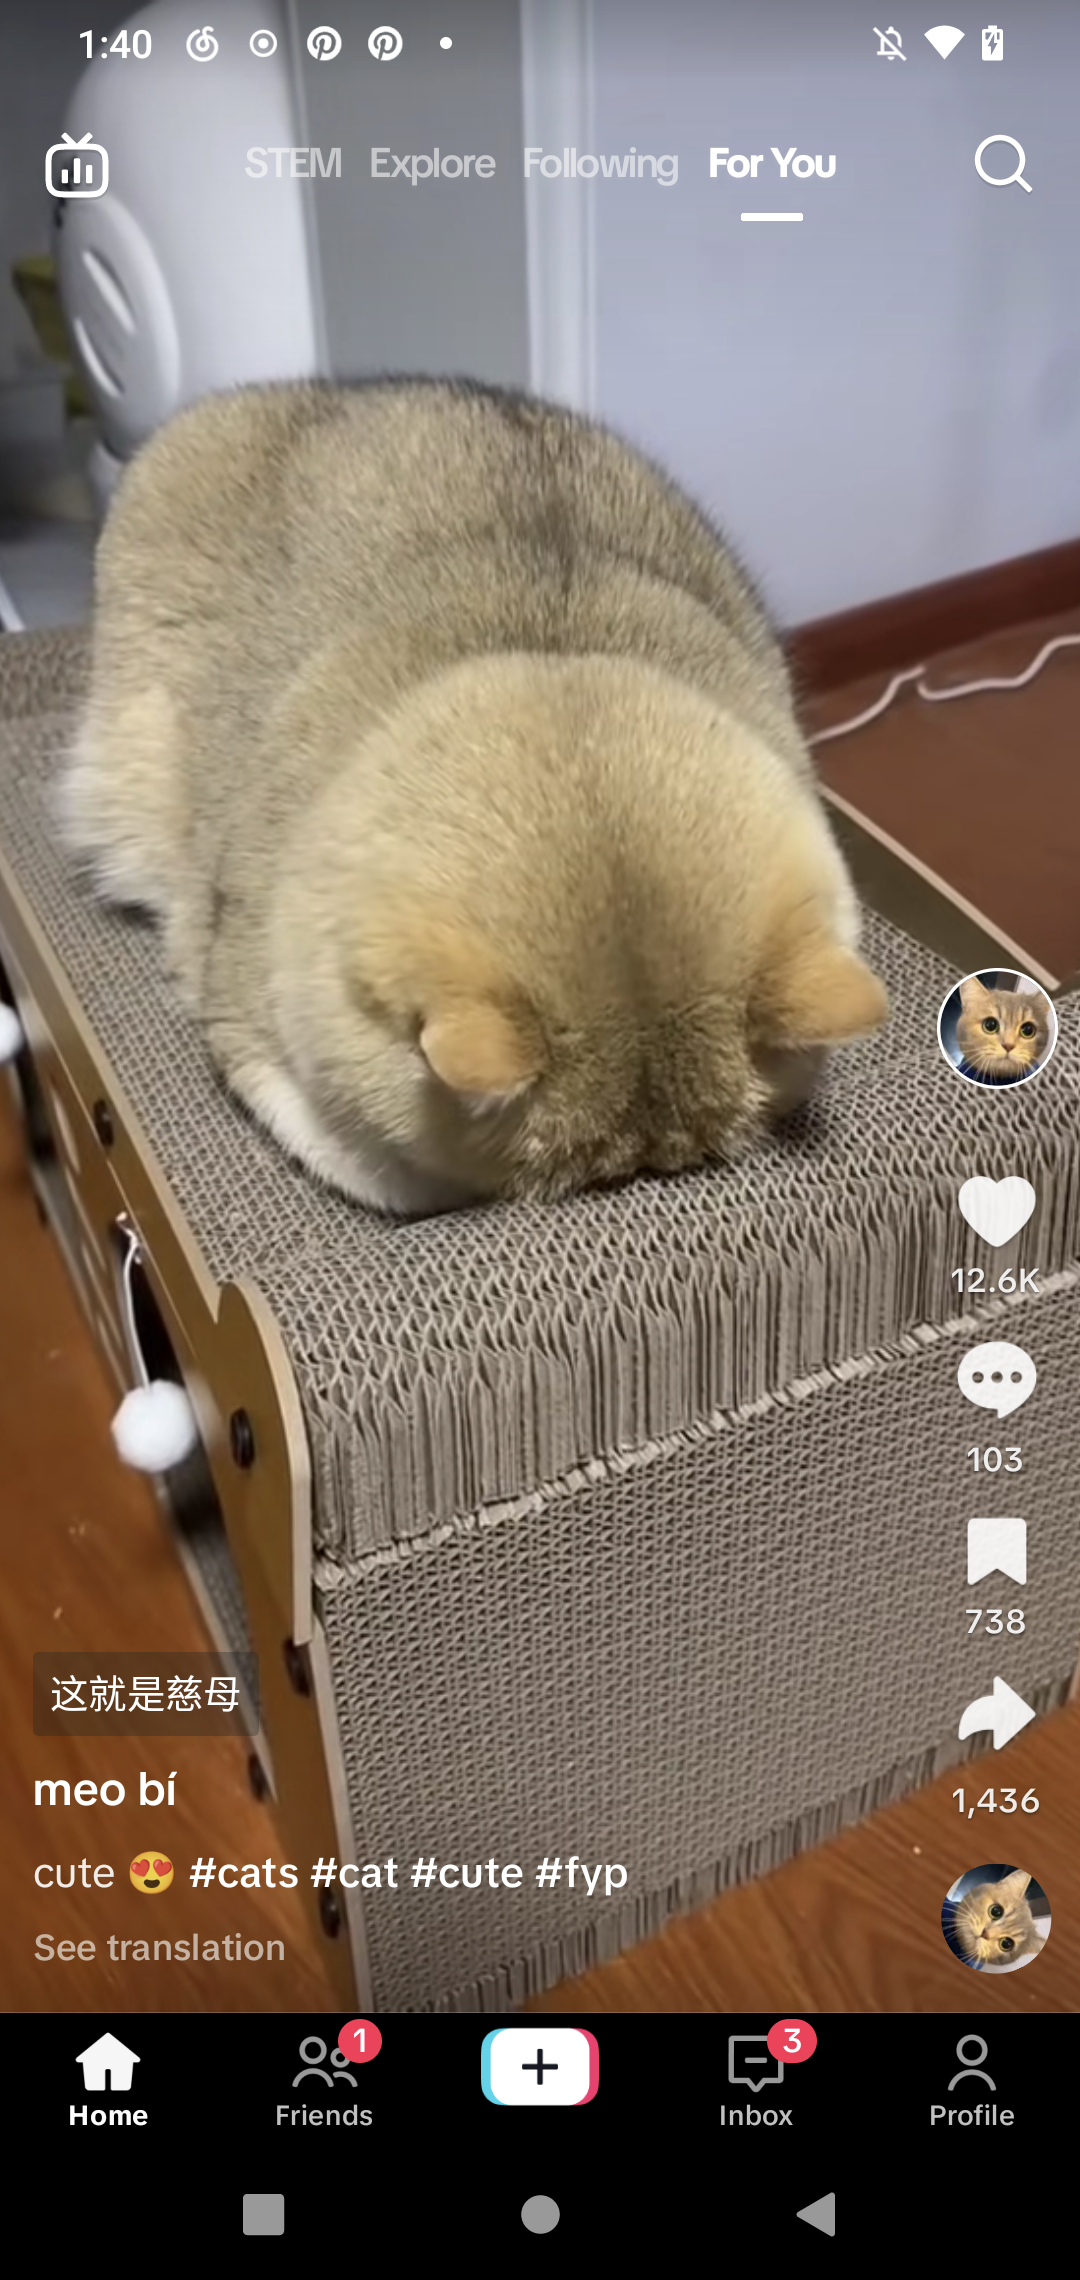 1:40
STEM Explore Following For You
12.6K
103
738
1,436
这就是慈母
meo bí
cute 😍 #cats #cat #cute #fyp
See translation
1
3
Home Friends Inbox Profile